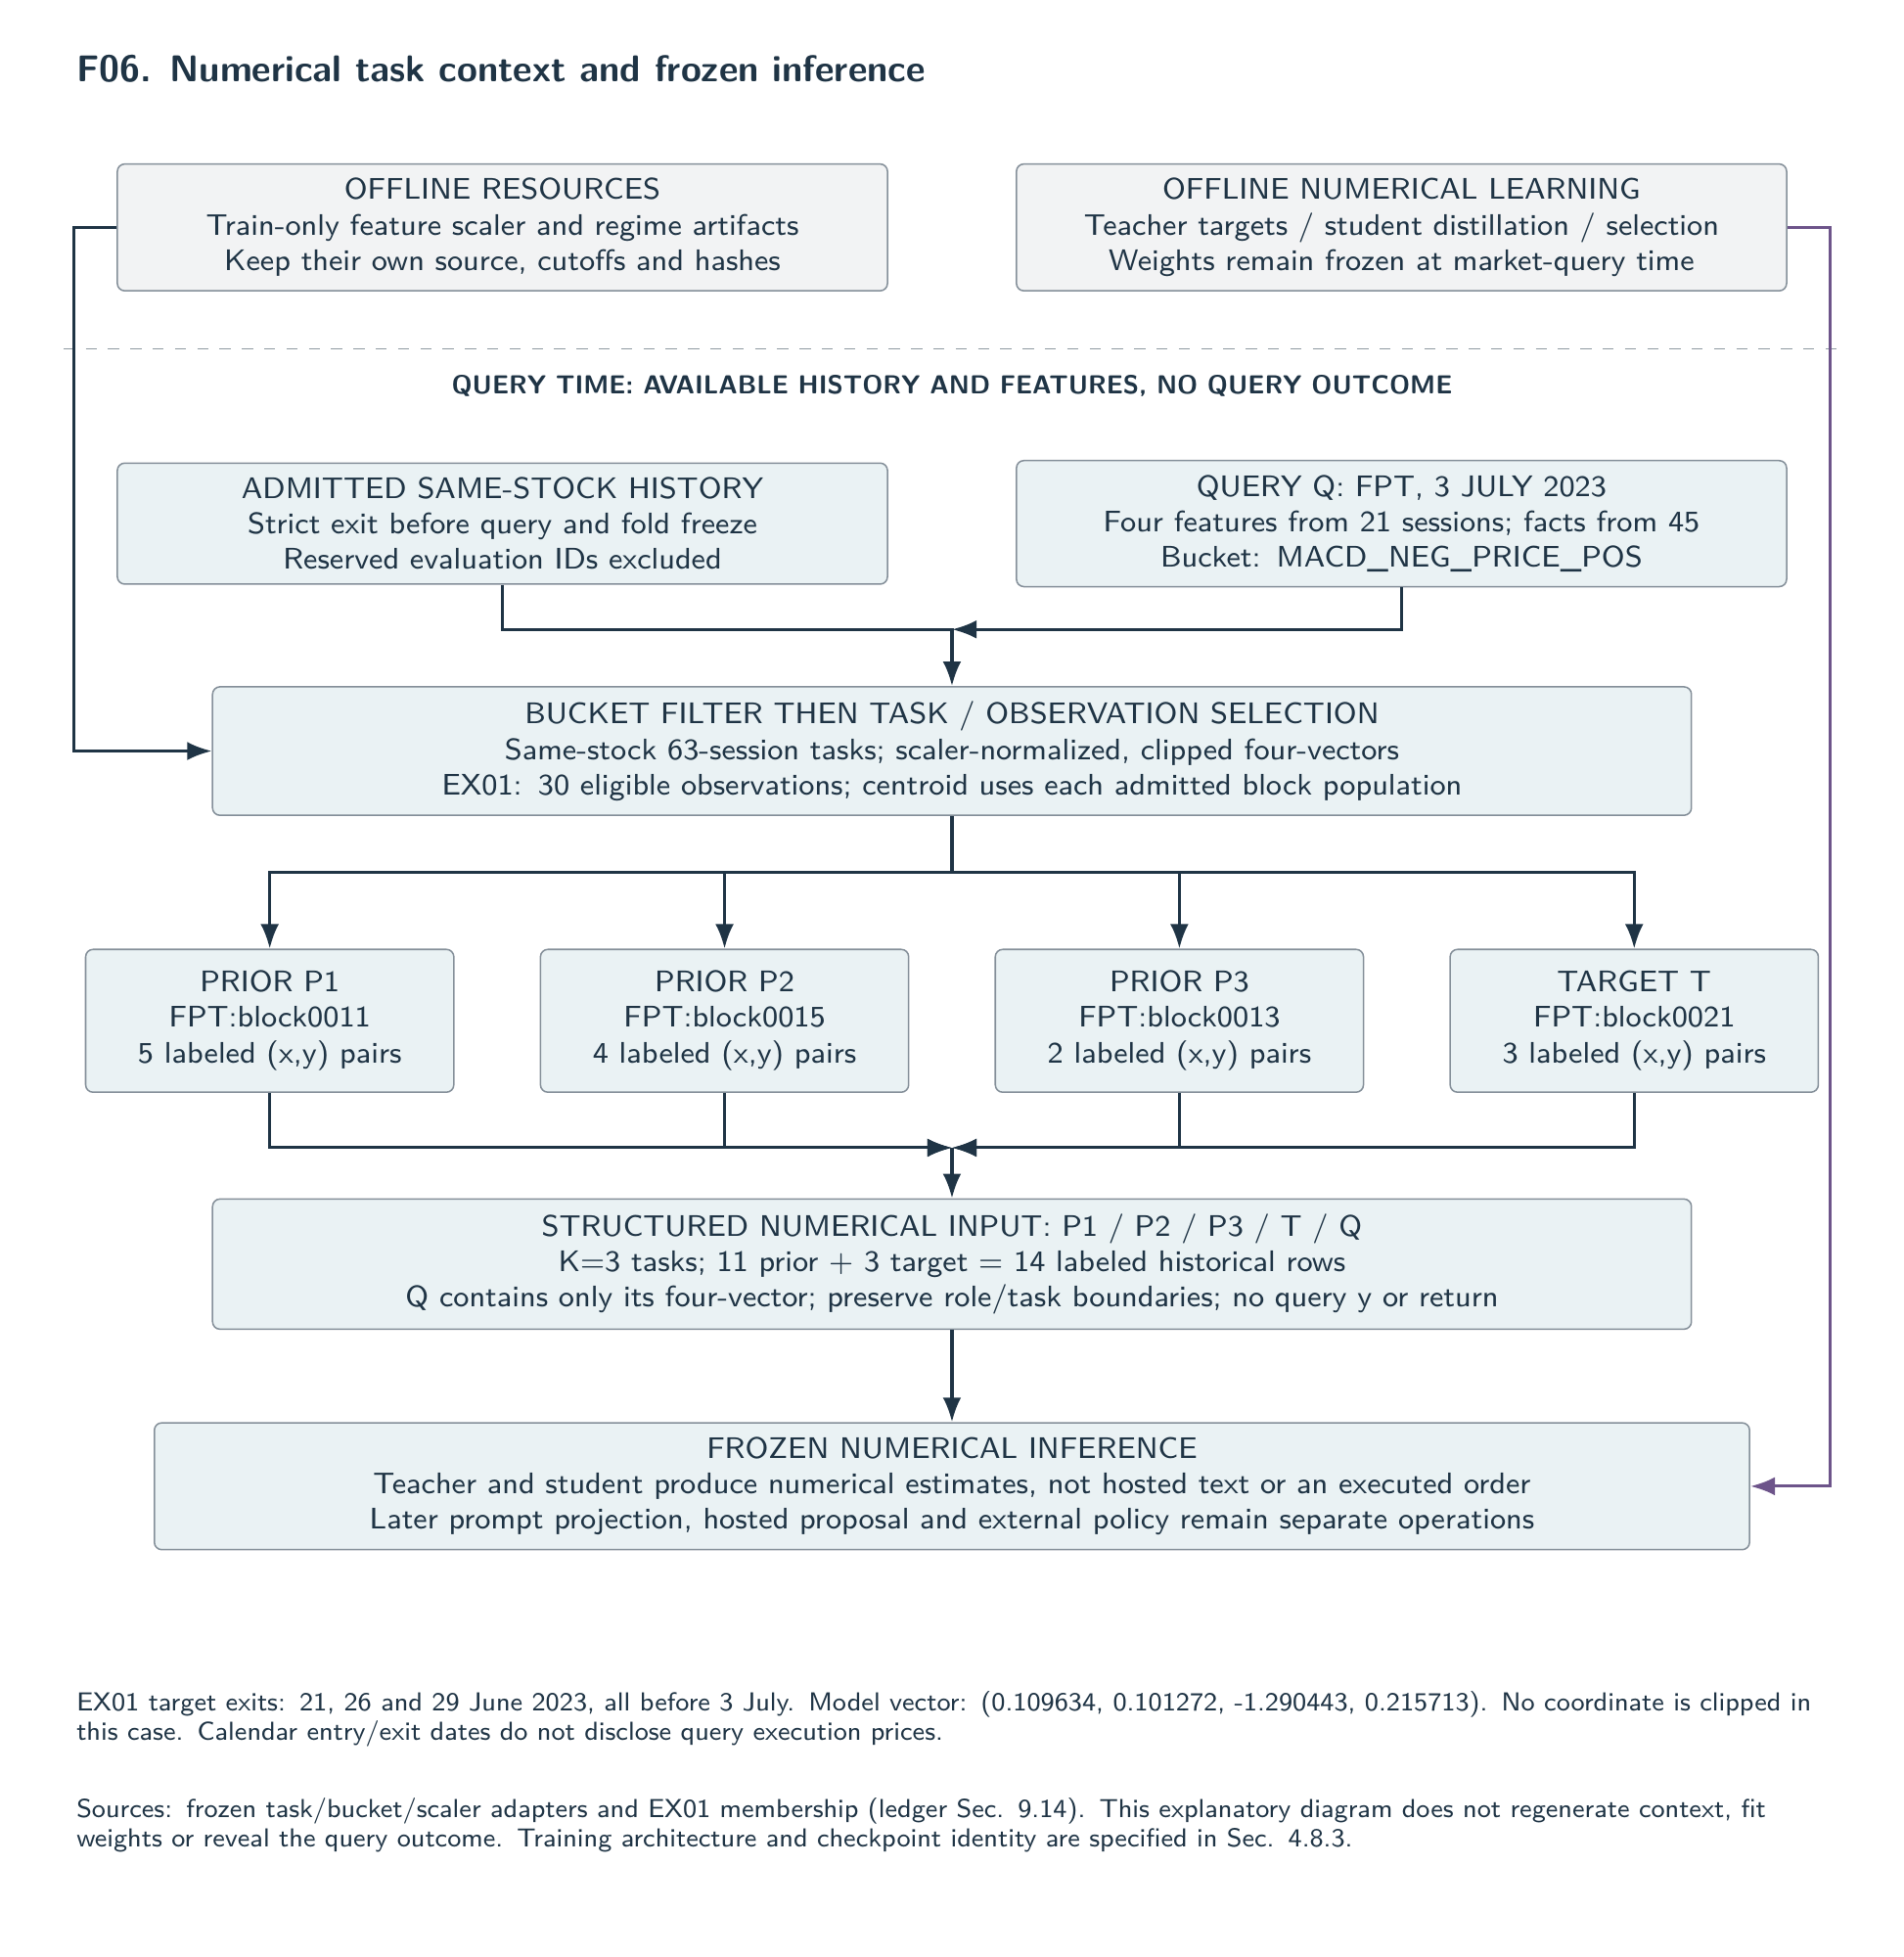 F06. Numerical task context and frozen inference
OFFLINE RESOURCES
Train-only feature scaler and regime artifacts
Keep their own source, cutoffs and hashes
OFFLINE NUMERICAL LEARNING
Teacher targets / student distillation / selection
Weights remain frozen at market-query time
QUERY TIME: AVAILABLE HISTORY AND FEATURES, NO QUERY OUTCOME
ADMITTED SAME-STOCK HISTORY
Strict exit before query and fold freeze
Reserved evaluation IDs excluded
QUERY Q: FPT, 3 JULY 2023
Four features from 21 sessions; facts from 45
Bucket: MACD_NEG_PRICE_POS
BUCKET FILTER THEN TASK / OBSERVATION SELECTION
Same-stock 63-session tasks; scaler-normalized, clipped four-vectors
EX01: 30 eligible observations; centroid uses each admitted block population
PRIOR P1
FPT:block0011
5 labeled (x,y) pairs
PRIOR P2
FPT:block0015
4 labeled (x,y) pairs
PRIOR P3
FPT:block0013
2 labeled (x,y) pairs
TARGET T
FPT:block0021
3 labeled (x,y) pairs
STRUCTURED NUMERICAL INPUT: P1 / P2 / P3 / T / Q
K=3 tasks; 11 prior + 3 target = 14 labeled historical rows
Q contains only its four-vector; preserve role/task boundaries; no query y or return
FROZEN NUMERICAL INFERENCE
Teacher and student produce numerical estimates, not hosted text or an executed order
Later prompt projection, hosted proposal and external policy remain separate operations
EX01 target exits: 21, 26 and 29 June 2023, all before 3 July. Model vector: (0.109634, 0.101272, -1.290443, 0.215713). No coordinate is clipped in
this case. Calendar entry/exit dates do not disclose query execution prices.
Sources: frozen task/bucket/scaler adapters and EX01 membership (ledger Sec. 9.14). This explanatory diagram does not regenerate context, fit
weights or reveal the query outcome. Training architecture and checkpoint identity are specified in Sec. 4.8.3.